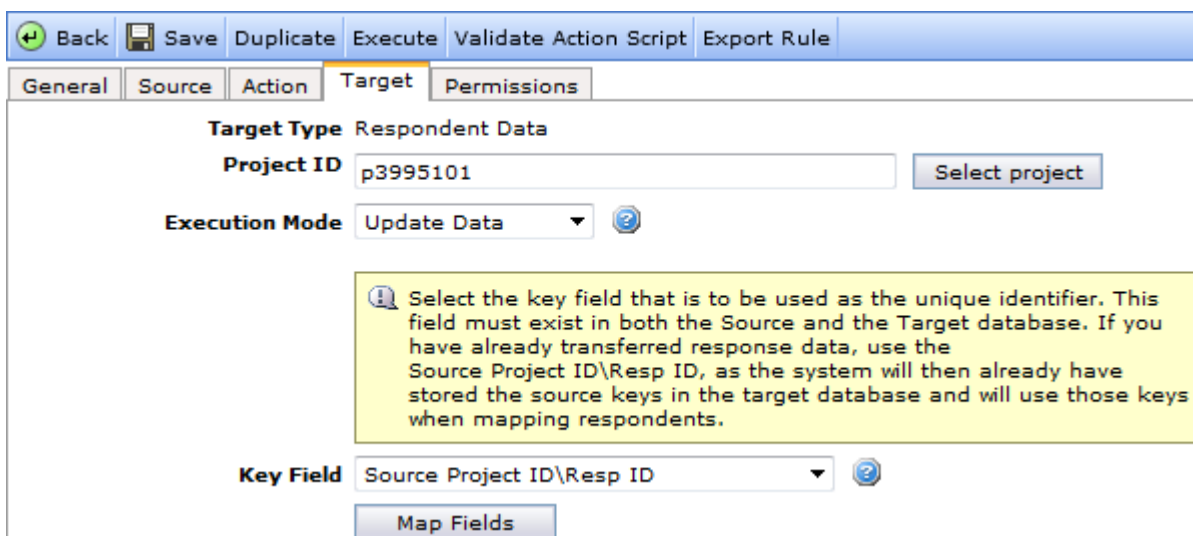 Back Save Duplicate Execute Validate Action Script Export Rule
General Source Action Target Permissions
Target Type Respondent Data
Project ID p3995101 Select project
Execution Mode Update Data
Select the key field that is to be used as the unique identifier. This
field must exist in both the Source and the Target database. If you
have already transferred response data, use the
Source Project ID\Resp ID, as the system will then already have
stored the source keys in the target database and will use those keys
when mapping respondents.
Key Field Source Project ID\Resp ID
Map Fields